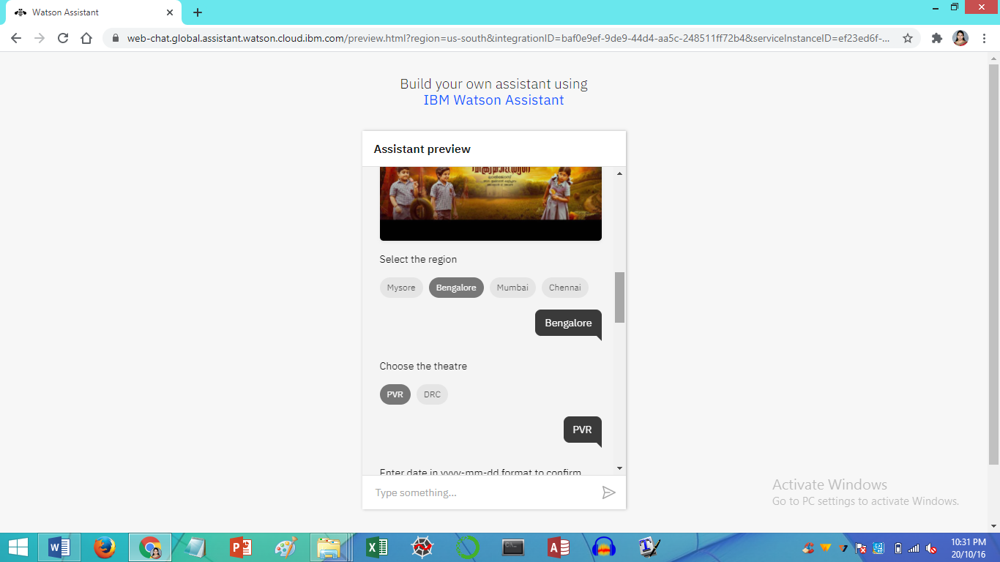 Watson Assistant
web-chat.global.assistant.watson.cloud.ibm.com/preview.html?region=us-south&integrationID=baf0e9ef-9de9-44d4-aa5c-248511ff72b4&serviceInstanceID=ef23ed6f-...
Build your own assistant using
IBM Watson Assistant
Assistant preview
Select the region
Mysore Bengalore Mumbai Chennai
Bengalore
Choose the theatre
PVR DRC
PVR
Enter date in yyyy-mm-dd format to confirm
Type something...
Activate Windows
Go to PC settings to activate Windows.
10:31 PM
20/10/16